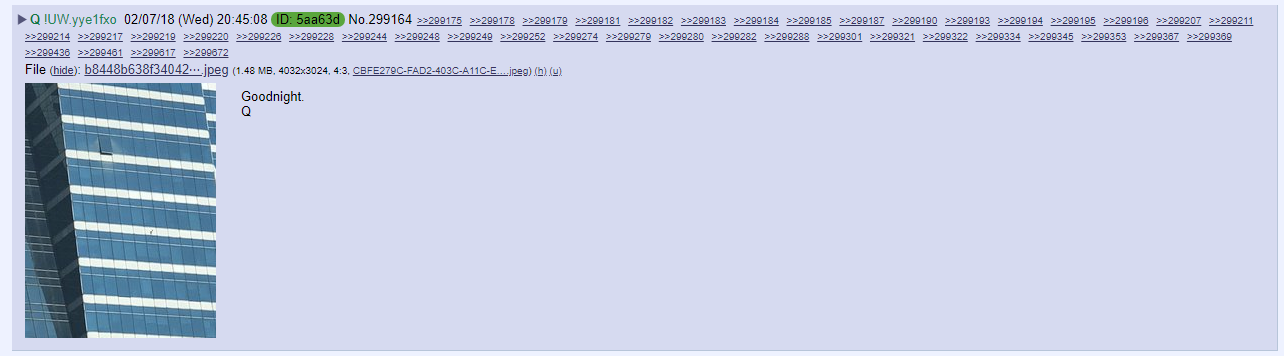 ▶ Q !UW.yye1fxo 02/07/18 (Wed) 20:45:08 ID: 5aa63d No.299164 >>299175 >>299178 >>299179 >>299181 >>299182 >>299183 >>299184 >>299185 >>299187 >>299190 >>299193 >>299194 >>299195 >>299196 >>299207 >>299211
>>299214 >>299217 >>299219 >>299220 >>299226 >>299228 >>299244 >>299248 >>299249 >>299252 >>299274 >>299279 >>299280 >>299282 >>299288 >>299301 >>299321 >>299322 >>299334 >>299345 >>299353 >>299367 >>299369
>>299436 >>299461 >>299617 >>299672
File (hide): b8448b638f34042⋯.jpeg (1.48 MB, 4032x3024, 4:3, CBFE279C-FAD2-403C-A11C-E….jpeg) (h) (u)
Goodnight.
Q